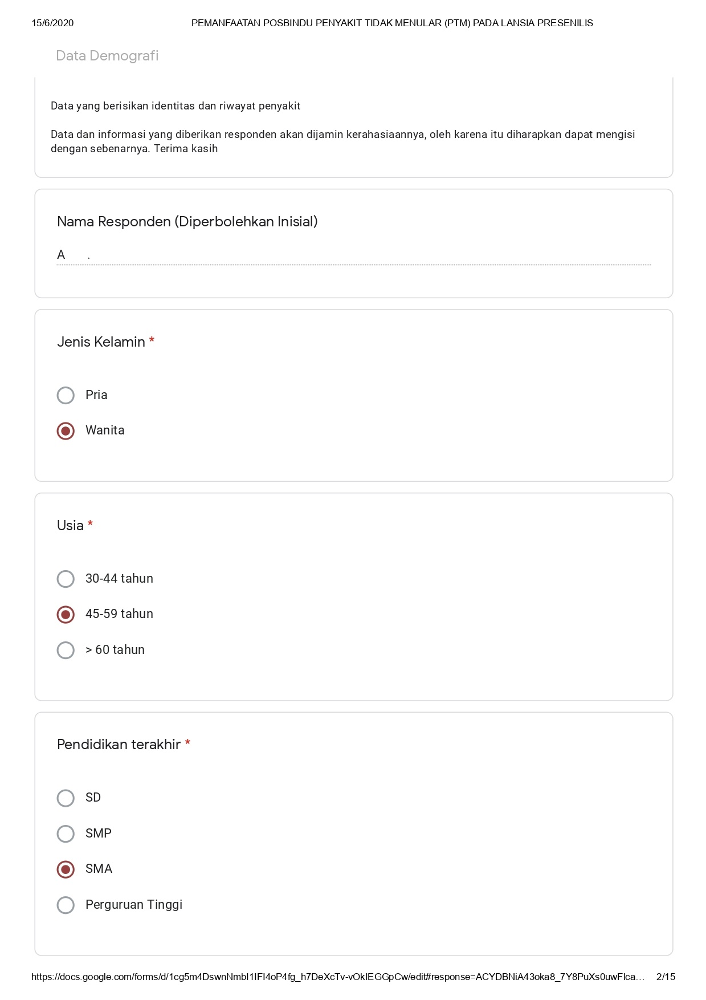 15/6/2020 PEMANFAATAN POSBINDU PENYAKIT TIDAK MENULAR (PTM) PADA LANSIA PRESENILIS
Data Demografi
Data yang berisikan identitas dan riwayat penyakit
Data dan informasi yang diberikan responden akan dijamin kerahasiaannya, oleh karena itu diharapkan dapat mengisi
dengan sebenarnya. Terima kasih
Nama Responden (Diperbolehkan Inisial)
A .
Jenis Kelamin *
Pria
Wanita
Usia *
30-44 tahun
45-59 tahun
> 60 tahun
Pendidikan terakhir *
SD
SMP
SMA
Perguruan Tinggi
https://docs.google.com/forms/d/1cg5m4DswnNmbI1IFI4oP4fg_h7DeXcTv-vOkIEGGpCw/edit#response=ACYDBNiA43oka8_7Y8PuXs0uwFIca… 2/15